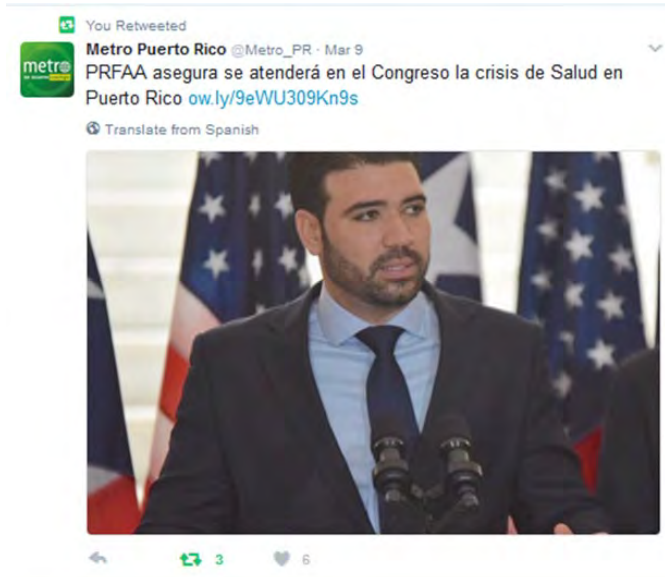 You Retweeted
Metro Puerto Rico @Metro_PR · Mar 9
metro
PRFAA asegura se atenderá en el Congreso la crisis de Salud en
Puerto Rico ow.ly/9eWU309Kn9s
Translate from Spanish
3
6